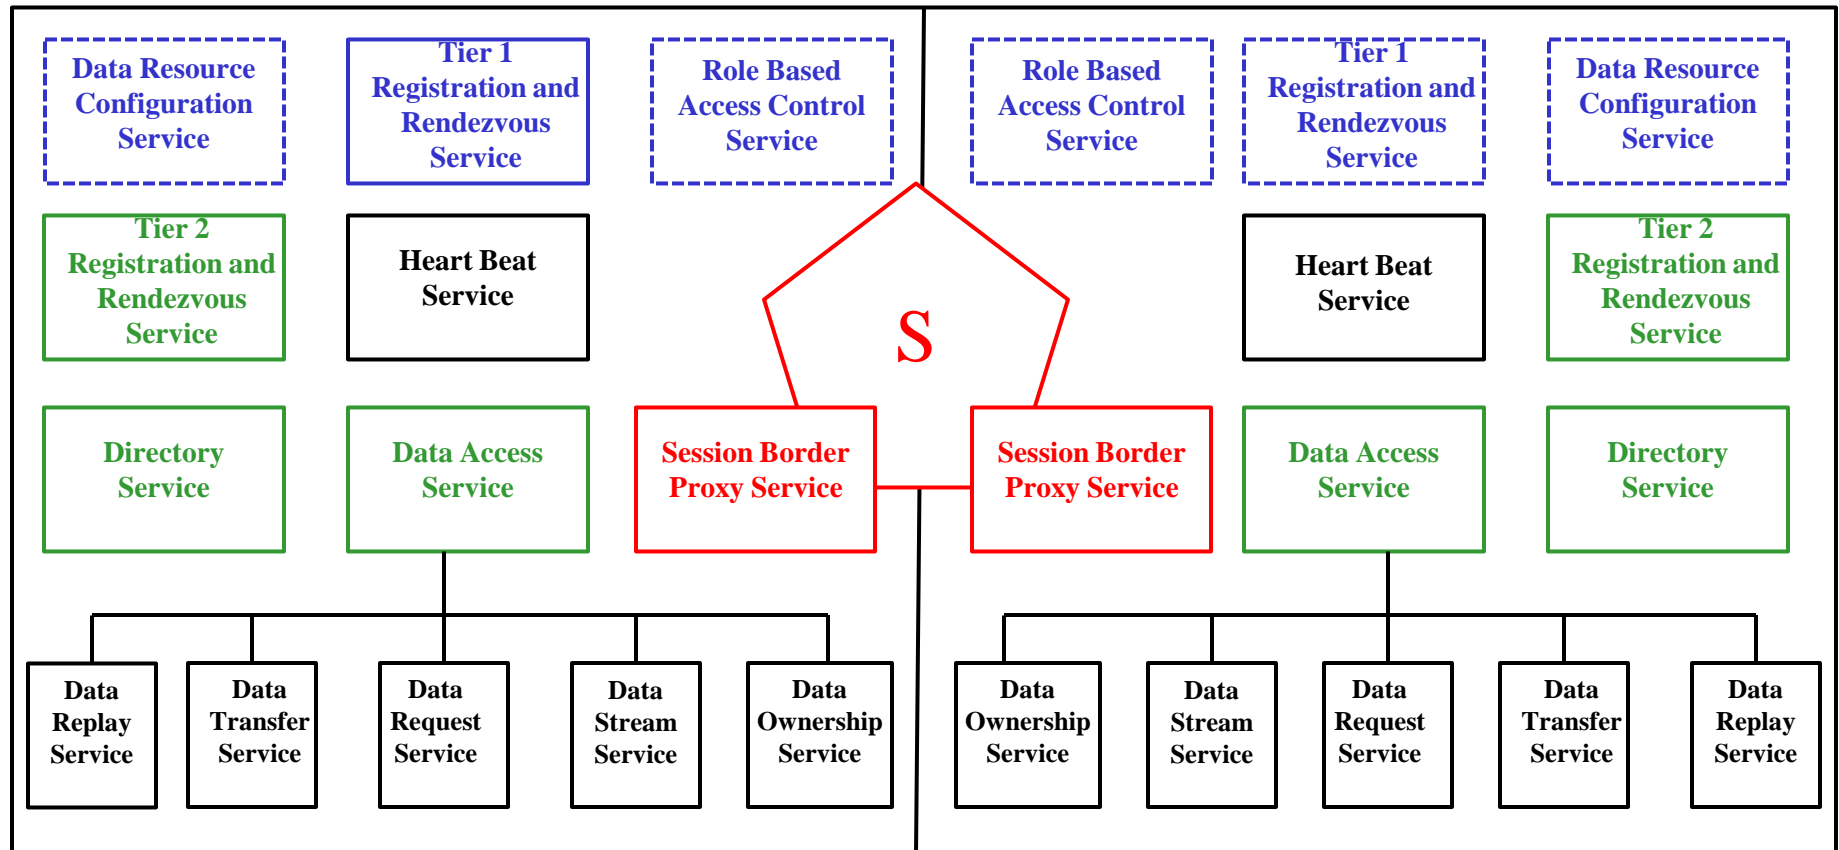 Data Resource
Configuration
Service
Tier 1
Registration and
Rendezvous
Service
Role Based
Access Control
Service
Role Based
Access Control
Service
Tier 1
Registration and
Rendezvous
Service
Data Resource
Configuration
Service
Tier 2
Registration and
Rendezvous
Service
Heart Beat
Service
S
Heart Beat
Service
Tier 2
Registration and
Rendezvous
Service
Directory
Service
Data Access
Service
Session Border
Proxy Service
Session Border
Proxy Service
Data Access
Service
Directory
Service
Data
Replay
Service
Data
Transfer
Service
Data
Request
Service
Data
Stream
Service
Data
Ownership
Service
Data
Ownership
Service
Data
Stream
Service
Data
Request
Service
Data
Transfer
Service
Data
Replay
Service